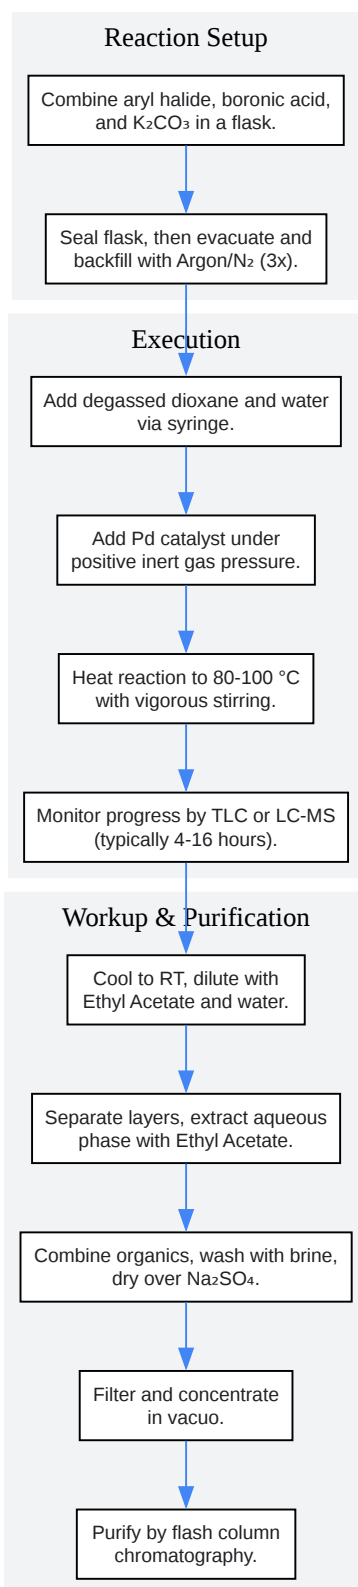 Reaction Setup
Combine aryl halide, boronic acid,
and K₂CO₃ in a flask.
Seal flask, then evacuate and
backfill with Argon/N₂ (3x).
Execution
Add degassed dioxane and water
via syringe.
Add Pd catalyst under
positive inert gas pressure.
Heat reaction to 80-100 °C
with vigorous stirring.
Monitor progress by TLC or LC-MS
(typically 4-16 hours).
Workup & Purification
Cool to RT, dilute with
Ethyl Acetate and water.
Separate layers, extract aqueous
phase with Ethyl Acetate.
Combine organics, wash with brine,
dry over Na₂SO₄.
Filter and concentrate
in vacuo.
Purify by flash column
chromatography.